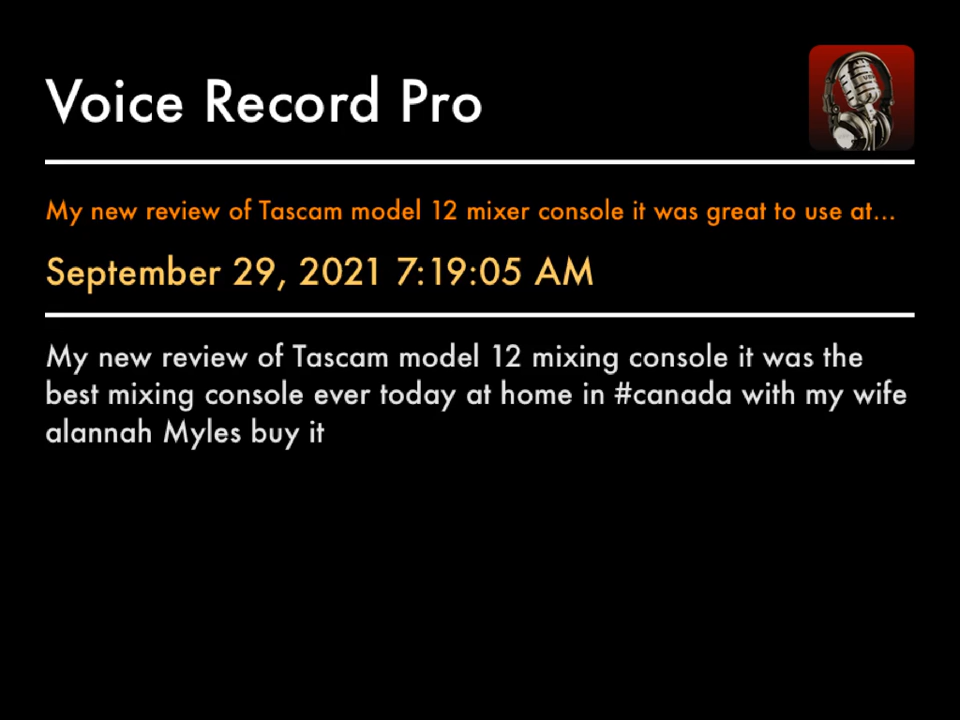 Voice Record Pro
My new review of Tascam model 12 mixer console it was great to use at...
September 29, 2021 7:19:05 AM
My new review of Tascam model 12 mixing console it was the
best mixing console ever today at home in #canada with my wife
alannah Myles buy it